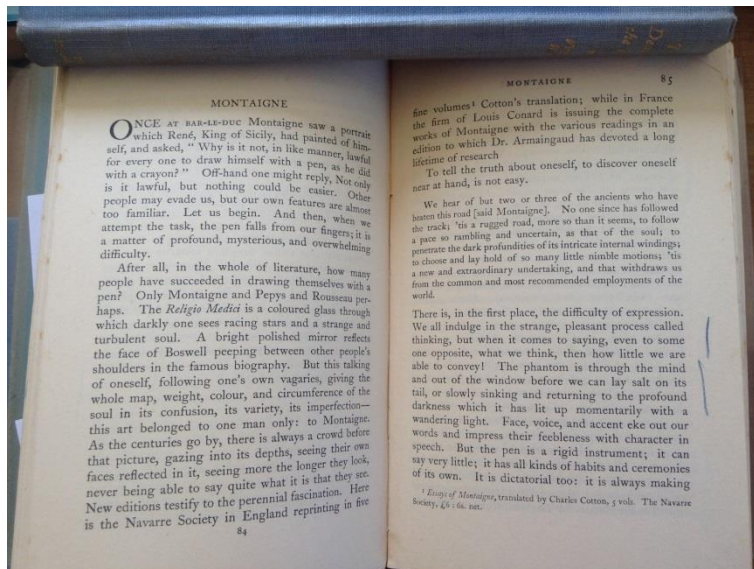 MONTAIGNE
ONCE AT BAR-LE-DUC Montaigne saw a portrait
which René, King of Sicily, had painted of him-
self, and asked, “ Why is it not, in like manner, lawful
for every one to draw himself with a pen, as he did
with a crayon? ” Off-hand one might reply, Not only
is it lawful, but nothing could be easier. Other
people may evade us, but our own features are almost
too familiar. Let us begin. And then, when we
attempt the task, the pen falls from our fingers; it is
a matter of profound, mysterious, and overwhelming
difficulty.
After all, in the whole of literature, how many
people have succeeded in drawing themselves with a
pen? Only Montaigne and Pepys and Rousseau per-
haps. The Religio Medici is a coloured glass through
which darkly one sees racing stars and a strange and
turbulent soul. A bright polished mirror reflects
the face of Boswell peeping between other people’s
shoulders in the famous biography. But this talking
of oneself, following one’s own vagaries, giving the
whole map, weight, colour, and circumference of the
soul in its confusion, its variety, its imperfection—
this art belonged to one man only: to Montaigne.
As the centuries go by, there is always a crowd before
that picture, gazing into its depths, seeing their own
faces reflected in it, seeing more the longer they look,
never being able to say quite what it is that they see.
New editions testify to the perennial fascination. Here
is the Navarre Society in England reprinting in five
84
MONTAIGNE 85
fine volumes¹ Cotton’s translation; while in France
the firm of Louis Conard is issuing the complete
works of Montaigne with the various readings in an
edition to which Dr. Armaingaud has devoted a long
lifetime of research
To tell the truth about oneself, to discover oneself
near at hand, is not easy.
We hear of but two or three of the ancients who have
beaten this road [said Montaigne]. No one since has followed
the track; ’tis a rugged road, more so than it seems, to follow
a pace so rambling and uncertain, as that of the soul; to
penetrate the dark profundities of its intricate internal windings;
to choose and lay hold of so many little nimble motions; ’tis
a new and extraordinary undertaking, and that withdraws us
from the common and most recommended employments of the
world.
There is, in the first place, the difficulty of expression.
We all indulge in the strange, pleasant process called
thinking, but when it comes to saying, even to some
one opposite, what we think, then how little we are
able to convey! The phantom is through the mind
and out of the window before we can lay salt on its
tail, or slowly sinking and returning to the profound
darkness which it has lit up momentarily with a
wandering light. Face, voice, and accent eke out our
words and impress their feebleness with character in
speech. But the pen is a rigid instrument; it can
say very little; it has all kinds of habits and ceremonies
of its own. It is dictatorial too: it is always making
¹ Essays of Montaigne, translated by Charles Cotton, 5 vols. The Navarre
Society, £6 : 6s. net.